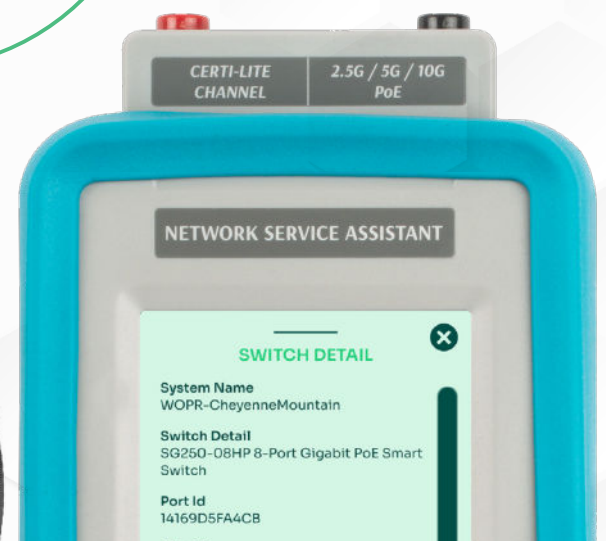 CERTI-LITE
CHANNEL
2.5G / 5G / 10G
PoE
NETWORK SERVICE ASSISTANT
SWITCH DETAIL
System Name
WOPR-CheyenneMountain
Switch Detail
SG250-08HP 8-Port Gigabit PoE Smart
Switch
Port Id
14169D5FA4CB